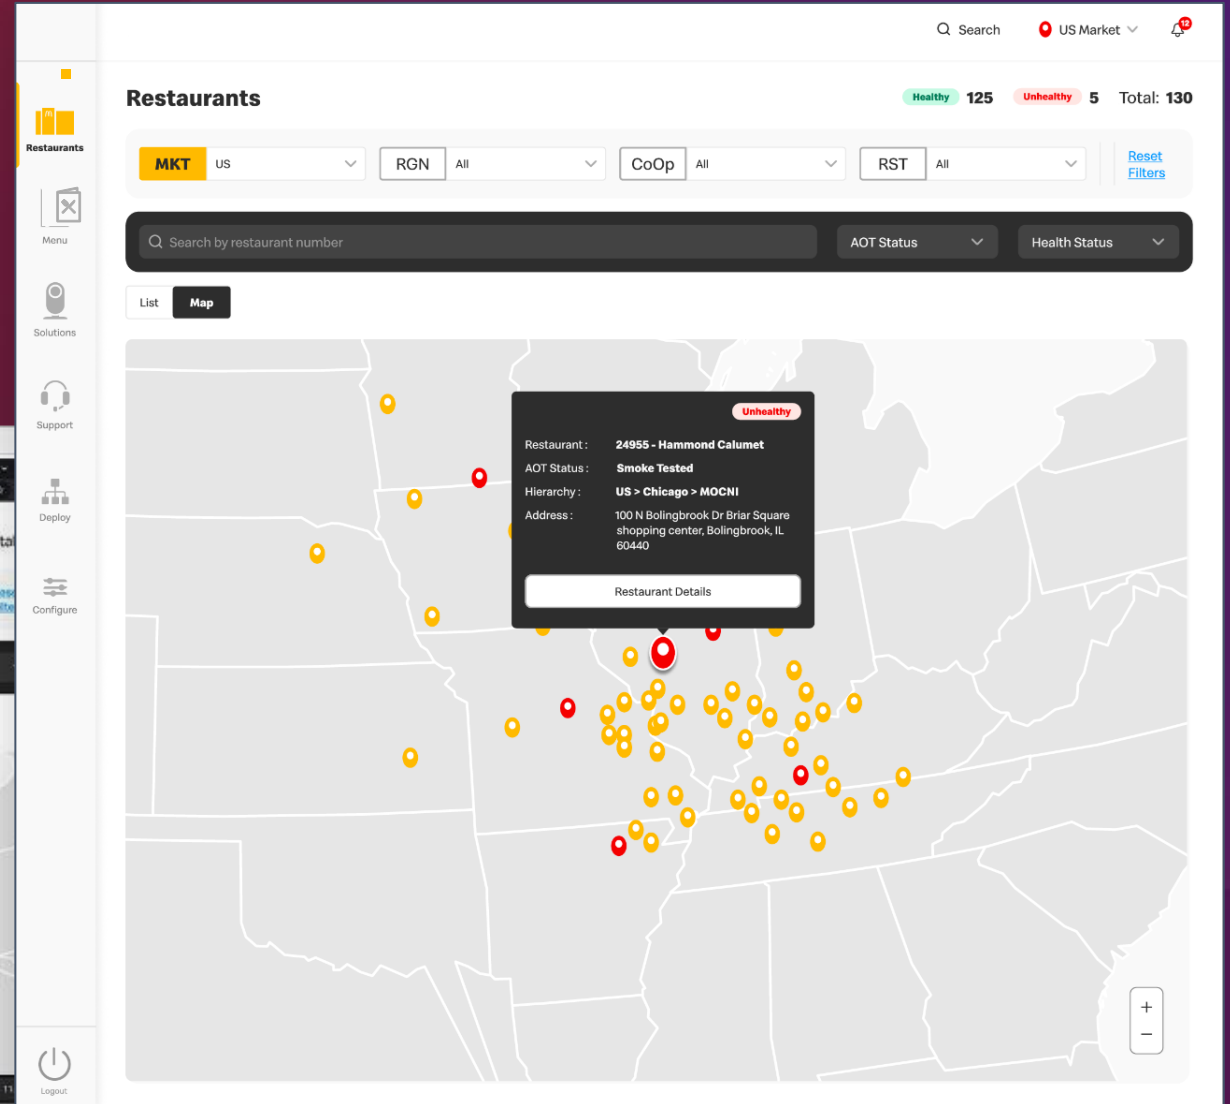 Search
US Market
12
Restaurants
Healthy 125 Unhealthy 5 Total: 130
MKT US RGN All CoOp All RST All
Reset
Filters
Search by restaurant number
AOT Status
Health Status
List Map
Restaurants
Menu
Solutions
Support
Deploy
Configure
Logout
Unhealthy
Restaurant : 24955 - Hammond Calumet
AOT Status : Smoke Tested
Hierarchy : US > Chicago > MOCNI
Address : 100 N Bolingbrook Dr Briar Square
shopping center, Bolingbrook, IL
60440
Restaurant Details
+
−